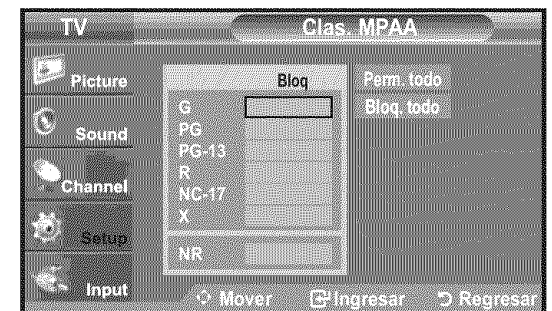 TV
Clas. MPAA
Picture
Sound
Channel
Setup
Input
Bloq
G
PG
PG-13
R
NC-17
X
NR
Perm. todo
Bloq. todo
Mover Ingresar Regresar